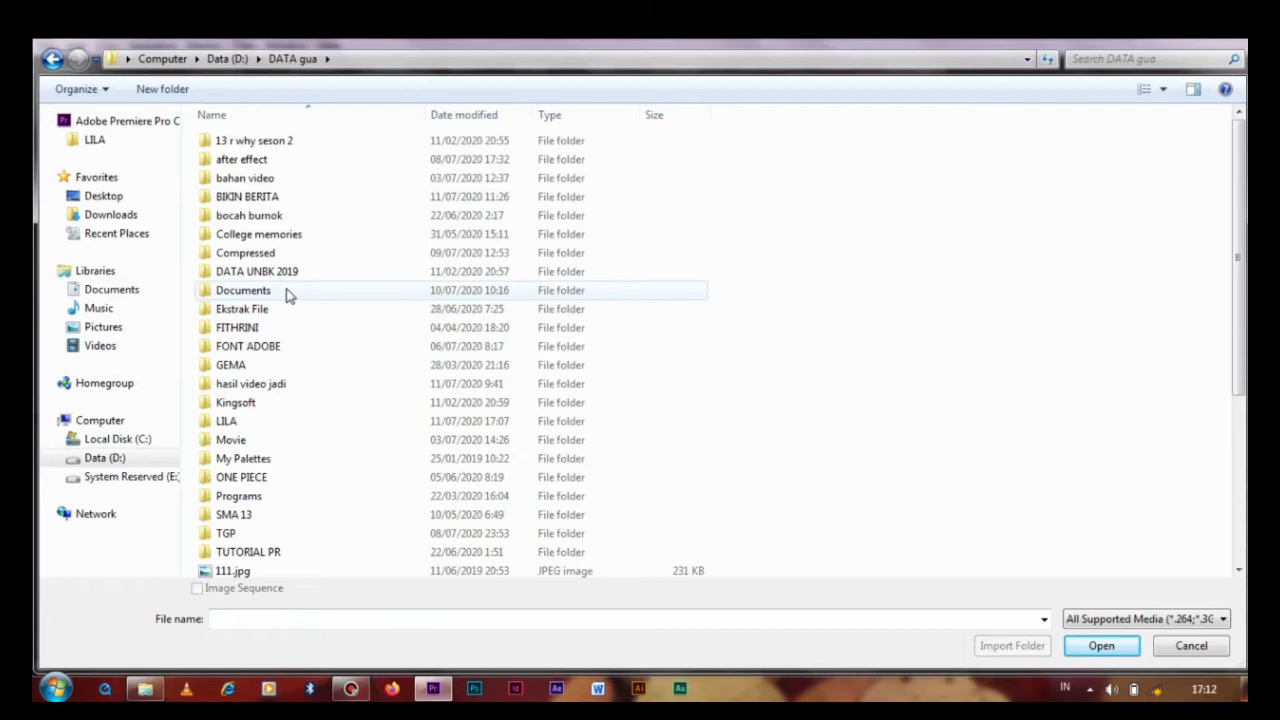 Computer Data (D:) DATA gua Search DATA gua
Organize New folder
Name Date modified Type Size
Adobe Premiere Pro C
LILA
Favorites
Desktop
Downloads
Recent Places
Libraries
Documents
Music
Pictures
Videos
Homegroup
Computer
Local Disk (C:)
Data (D:)
System Reserved (E:
Network
13 r why seson 2 11/02/2020 20:55 File folder
after effect 08/07/2020 17:32 File folder
bahan video 03/07/2020 12:37 File folder
BIKIN BERITA 11/07/2020 11:26 File folder
bocah burnok 22/06/2020 2:17 File folder
College memories 31/05/2020 15:11 File folder
Compressed 09/07/2020 12:53 File folder
DATA UNBK 2019 11/02/2020 20:57 File folder
Documents 10/07/2020 10:16 File folder
Ekstrak File 28/06/2020 7:25 File folder
FITHRINI 04/04/2020 18:20 File folder
FONT ADOBE 06/07/2020 8:17 File folder
GEMA 28/03/2020 21:16 File folder
hasil video jadi 11/07/2020 9:41 File folder
Kingsoft 11/02/2020 20:59 File folder
LILA 11/07/2020 17:07 File folder
Movie 03/07/2020 14:26 File folder
My Palettes 25/01/2019 10:22 File folder
ONE PIECE 05/06/2020 8:19 File folder
Programs 22/03/2020 16:04 File folder
SMA 13 10/05/2020 6:49 File folder
TGP 08/07/2020 23:53 File folder
TUTORIAL PR 22/06/2020 1:51 File folder
111.jpg 11/06/2019 20:53 JPEG image 231 KB
Image Sequence
File name: All Supported Media (*.264;*.3G
Import Folder Open Cancel
Pr Ps Id Ae W Ai Au IN 17:12